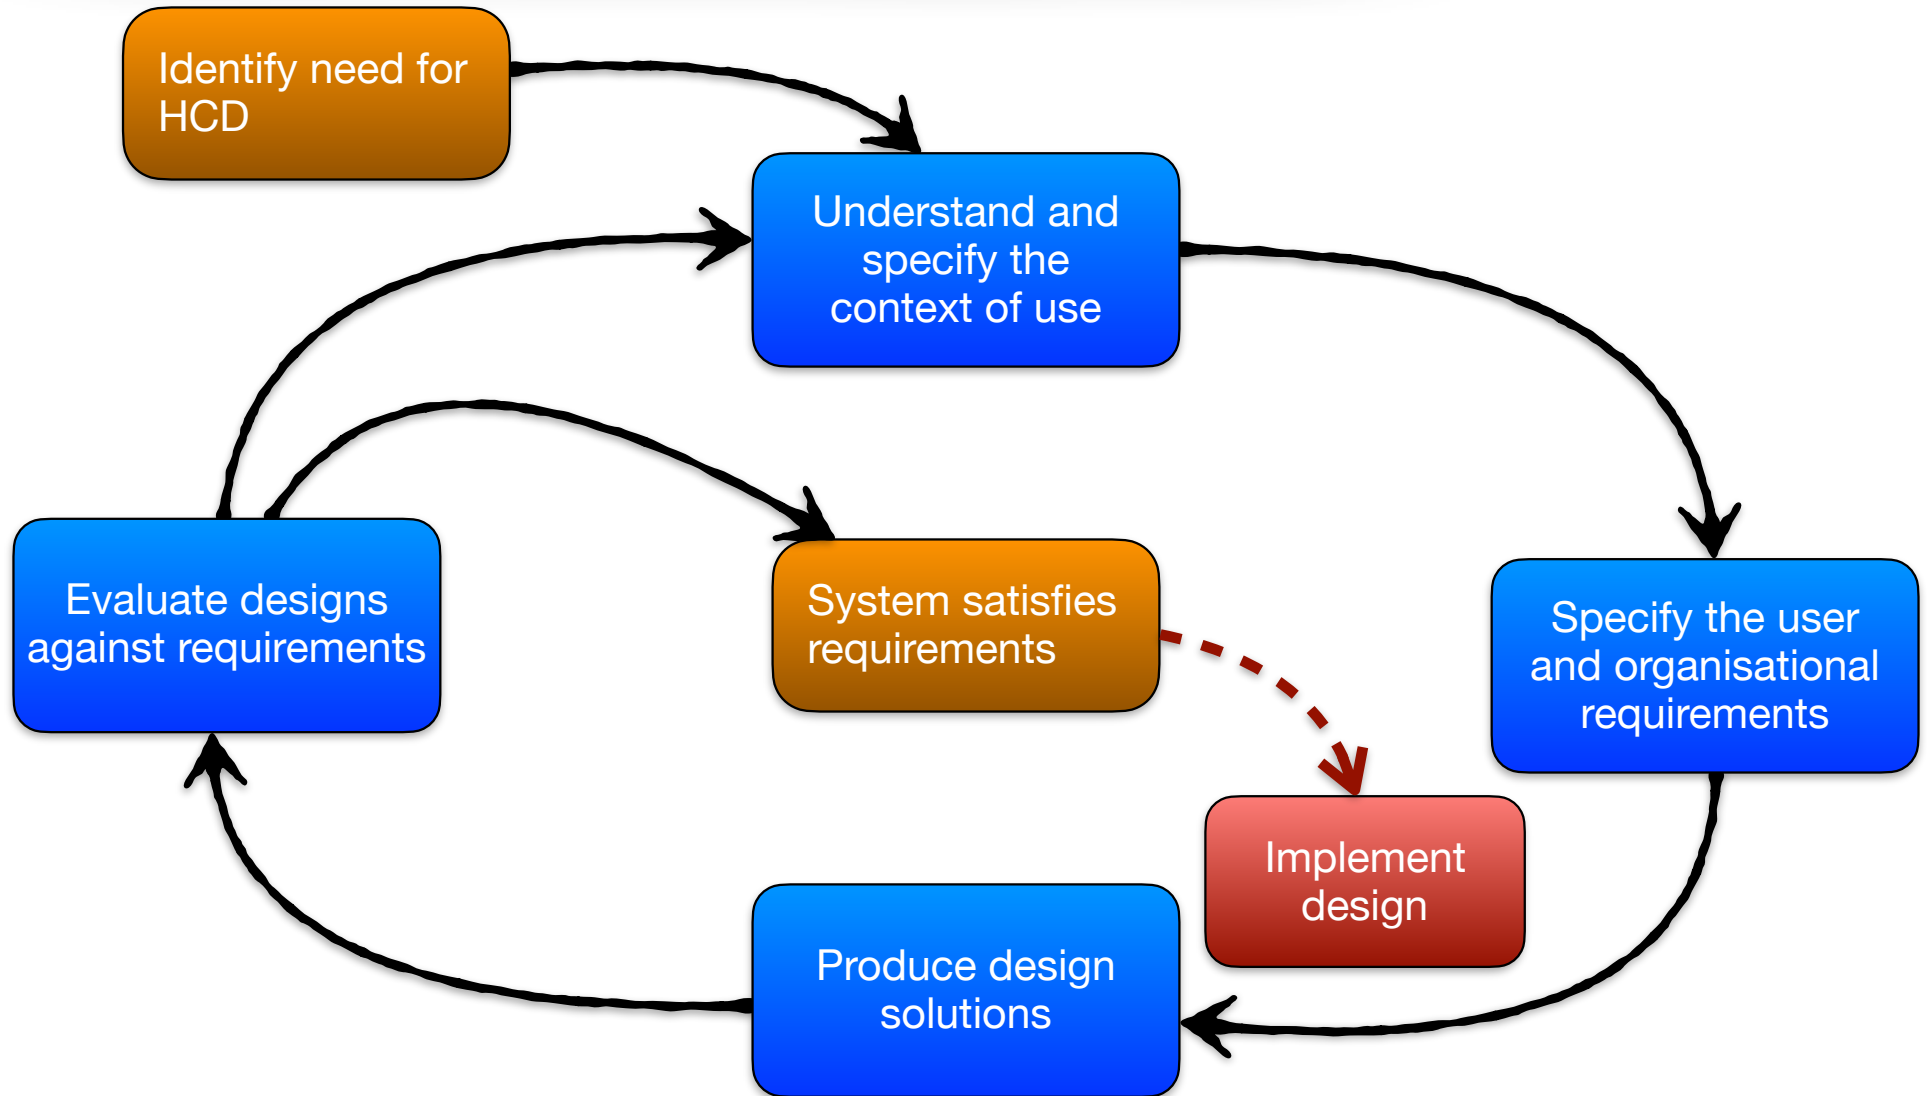 Identify need for
HCD
Understand and
specify the
context of use
Evaluate designs
against requirements
System satisfies
requirements
Specify the user
and organisational
requirements
Implement
design
Produce design
solutions